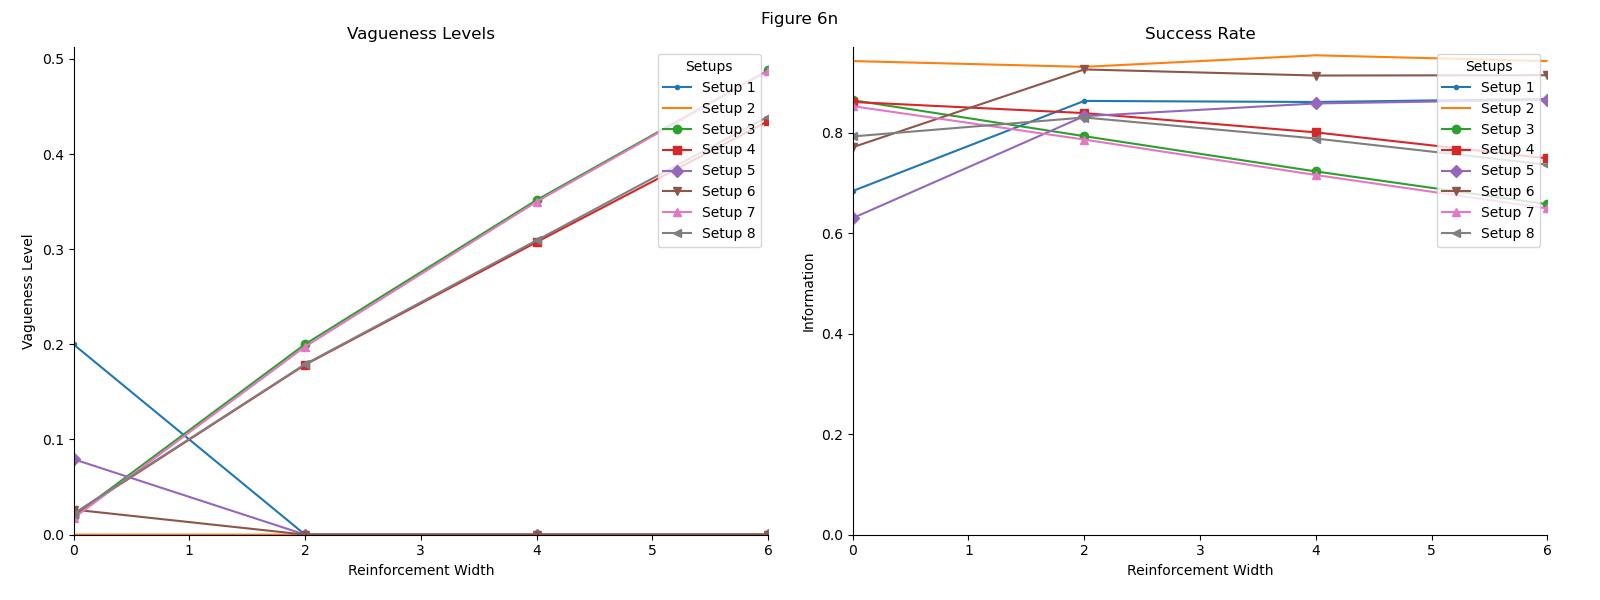 Figure 6n
Vagueness Levels
Vagueness Level
0.5
0.4
0.3
0.2
0.1
0.0
0 1 2 3 4 5 6
Reinforcement Width
Setups
Setup 1
Setup 2
Setup 3
Setup 4
Setup 5
Setup 6
Setup 7
Setup 8
Success Rate
Information
0.8
0.6
0.4
0.2
0.0
0 1 2 3 4 5 6
Reinforcement Width
Setups
Setup 1
Setup 2
Setup 3
Setup 4
Setup 5
Setup 6
Setup 7
Setup 8